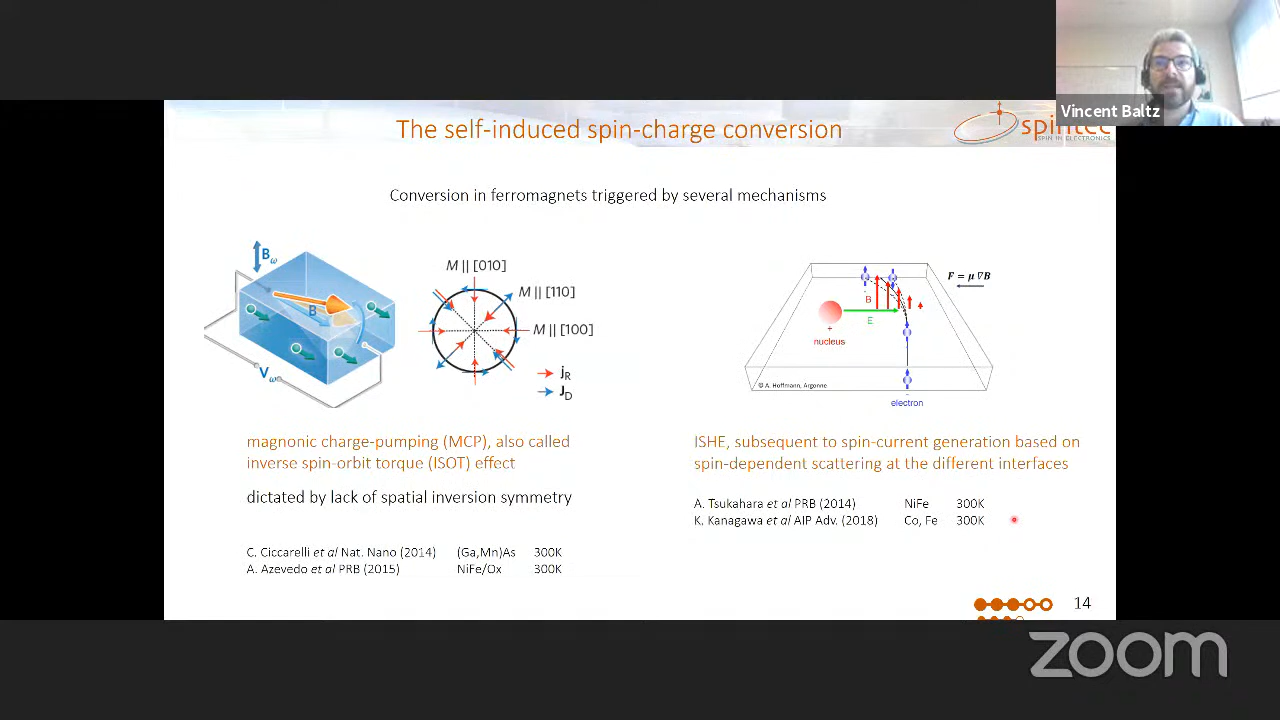 Vincent Baltz
The self-induced spin-charge conversion
spintec
SPIN IN ELECTRONICS
Conversion in ferromagnets triggered by several mechanisms
Bω
B
Vω
M || [010]
M || [110]
M || [100]
jR
JD
F = μ ∇B
B
E
+
nucleus
-
-
-
© A. Hoffmann, Argonne
electron
magnonic charge-pumping (MCP), also called
inverse spin-orbit torque (ISOT) effect
dictated by lack of spatial inversion symmetry
C. Ciccarelli et al Nat. Nano (2014) (Ga,Mn)As 300K
A. Azevedo et al PRB (2015) NiFe/Ox 300K
ISHE, subsequent to spin-current generation based on
spin-dependent scattering at the different interfaces
A. Tsukahara et al PRB (2014) NiFe 300K
K. Kanagawa et al AIP Adv. (2018) Co, Fe 300K
14
zoom